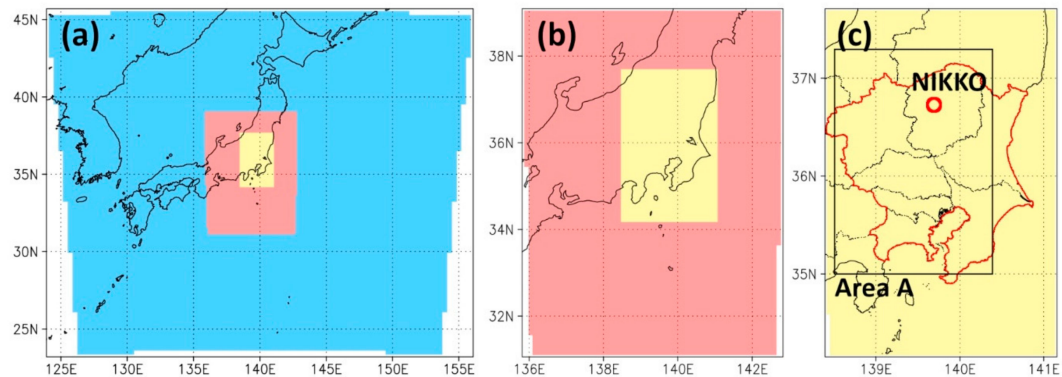 (a)
45N
40N
35N
30N
25N
125E 130E 135E 140E 145E 150E 155E
(b)
38N
36N
34N
32N
136E 138E 140E 142E
(c)
37N
36N
35N
NIKKO
Area A
139E 140E 141E